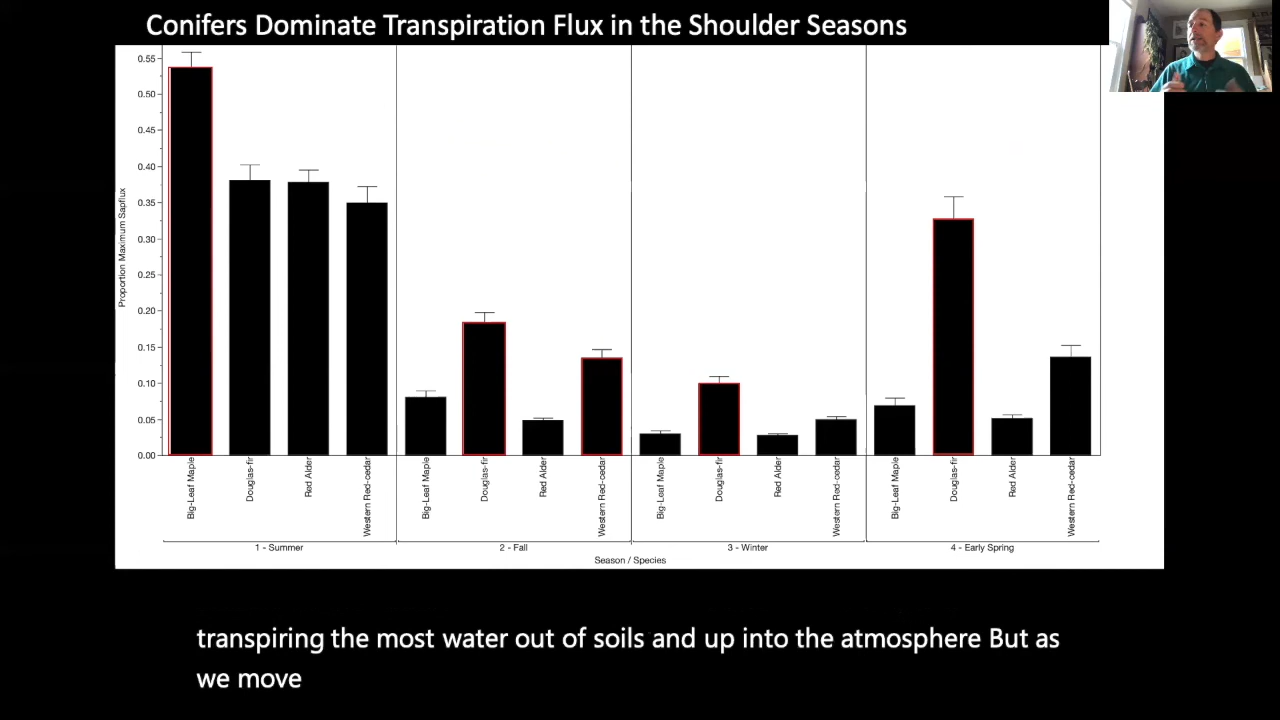 Conifers Dominate Transpiration Flux in the Shoulder Seasons
Proportion Maximum Sapflux
0.55
0.50
0.45
0.40
0.35
0.30
0.25
0.20
0.15
0.10
0.05
0.00
Big-Leaf Maple
Douglas-fir
Red Alder
Western Red-cedar
Big-Leaf Maple
Douglas-fir
Red Alder
Western Red-cedar
Big-Leaf Maple
Douglas-fir
Red Alder
Western Red-cedar
Big-Leaf Maple
Douglas-fir
Red Alder
Western Red-cedar
1 - Summer
2 - Fall
3 - Winter
4 - Early Spring
Season / Species
transpiring the most water out of soils and up into the atmosphere But as
we move